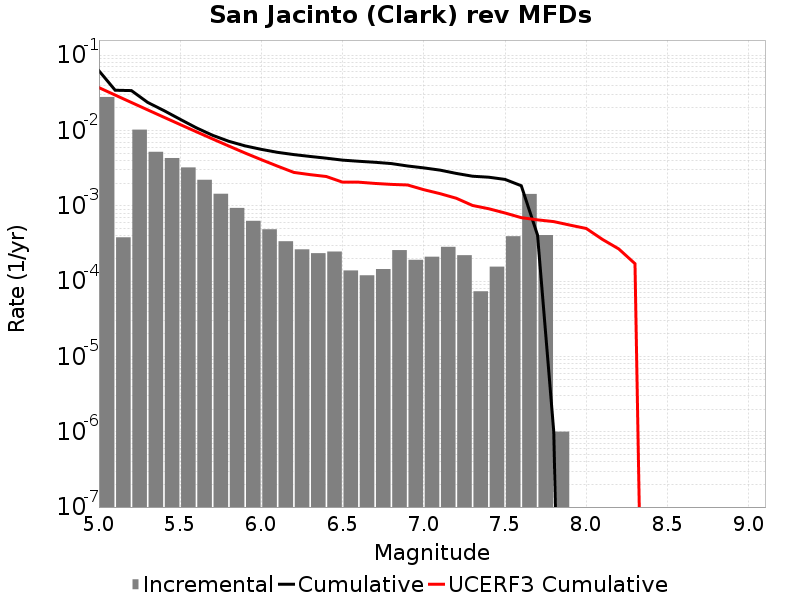 San Jacinto (Clark) rev MFDs
10-1
10-2
10-3
10-4
10-5
10-6
10-7
Rate (1/yr)
5.0 5.5 6.0 6.5 7.0 7.5 8.0 8.5 9.0
Magnitude
Incremental Cumulative UCERF3 Cumulative